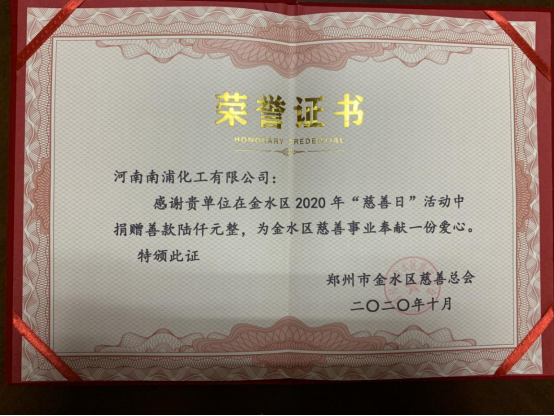 荣誉证书
HONORARY CREDENTIAL
河南南浦化工有限公司：
感谢贵单位在金水区2020年“慈善日”活动中
捐赠善款陆仟元整，为金水区慈善事业奉献一份爱心。
特颁此证
郑州市金水区慈善总会
二〇二〇年十月